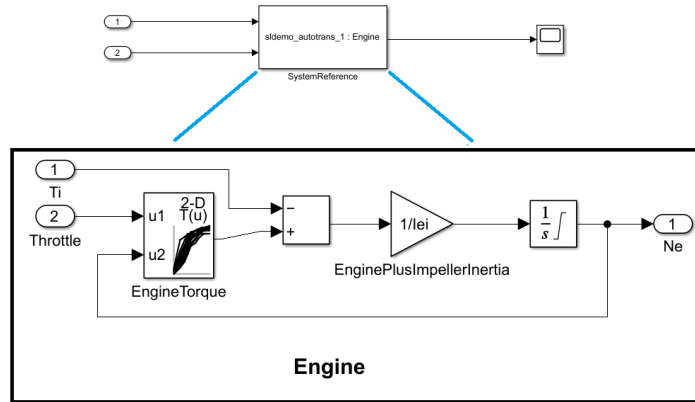 1
2
sldemo_autotrans_1 : Engine
SystemReference
1
Ti
2
Throttle
2-D
T(u)
u1
u2
EngineTorque
−
+
1/Iei
EnginePlusImpellerInertia
1
s
1
Ne
Engine